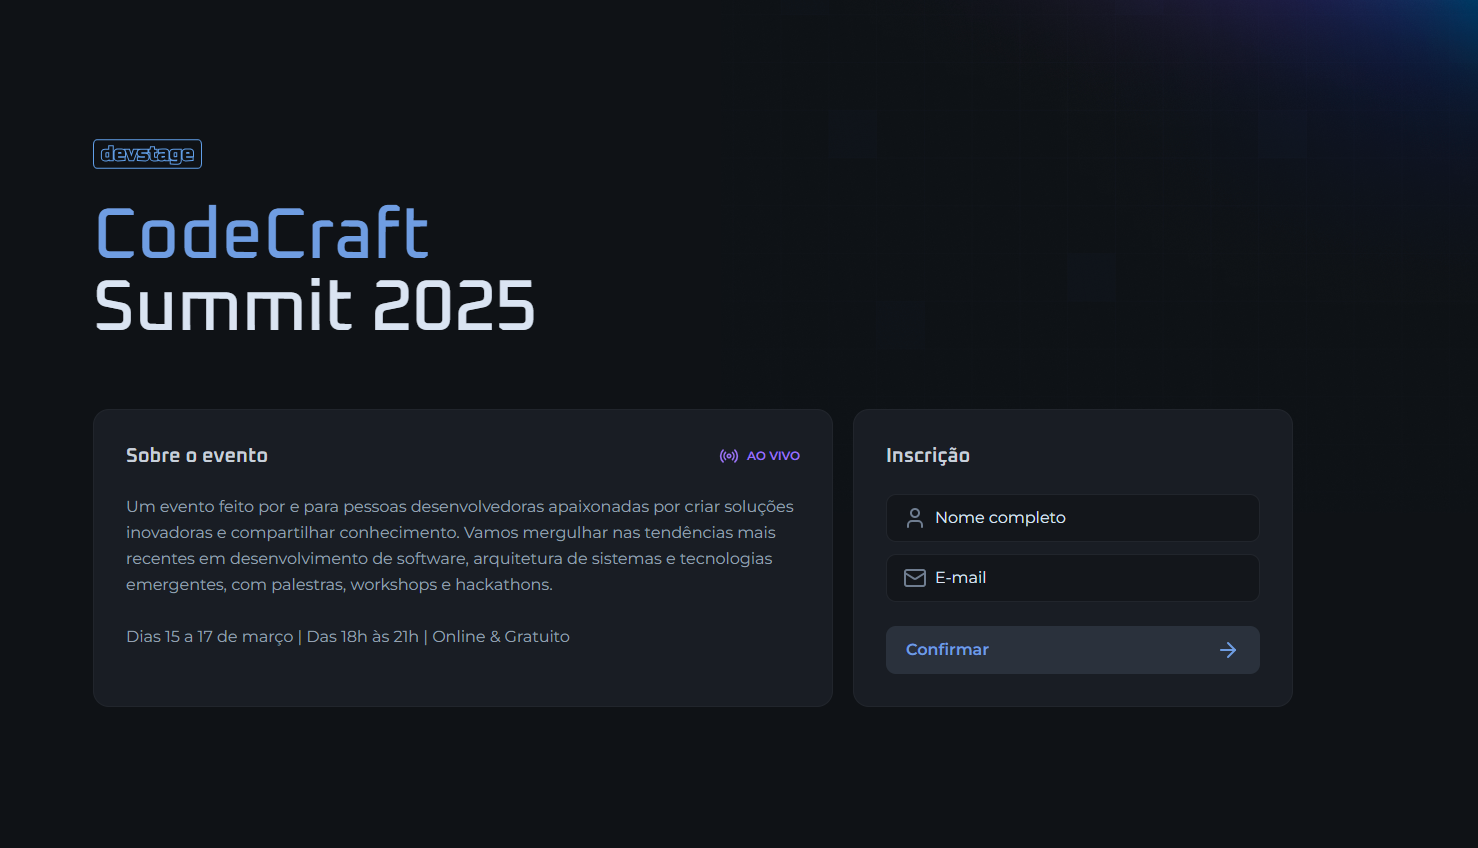 devstage
CodeCraft
Summit 2025
Sobre o evento
AO VIVO
Um evento feito por e para pessoas desenvolvedoras apaixonadas por criar soluções
inovadoras e compartilhar conhecimento. Vamos mergulhar nas tendências mais
recentes em desenvolvimento de software, arquitetura de sistemas e tecnologias
emergentes, com palestras, workshops e hackathons.
Dias 15 a 17 de março | Das 18h às 21h | Online & Gratuito
Inscrição
Nome completo
E-mail
Confirmar